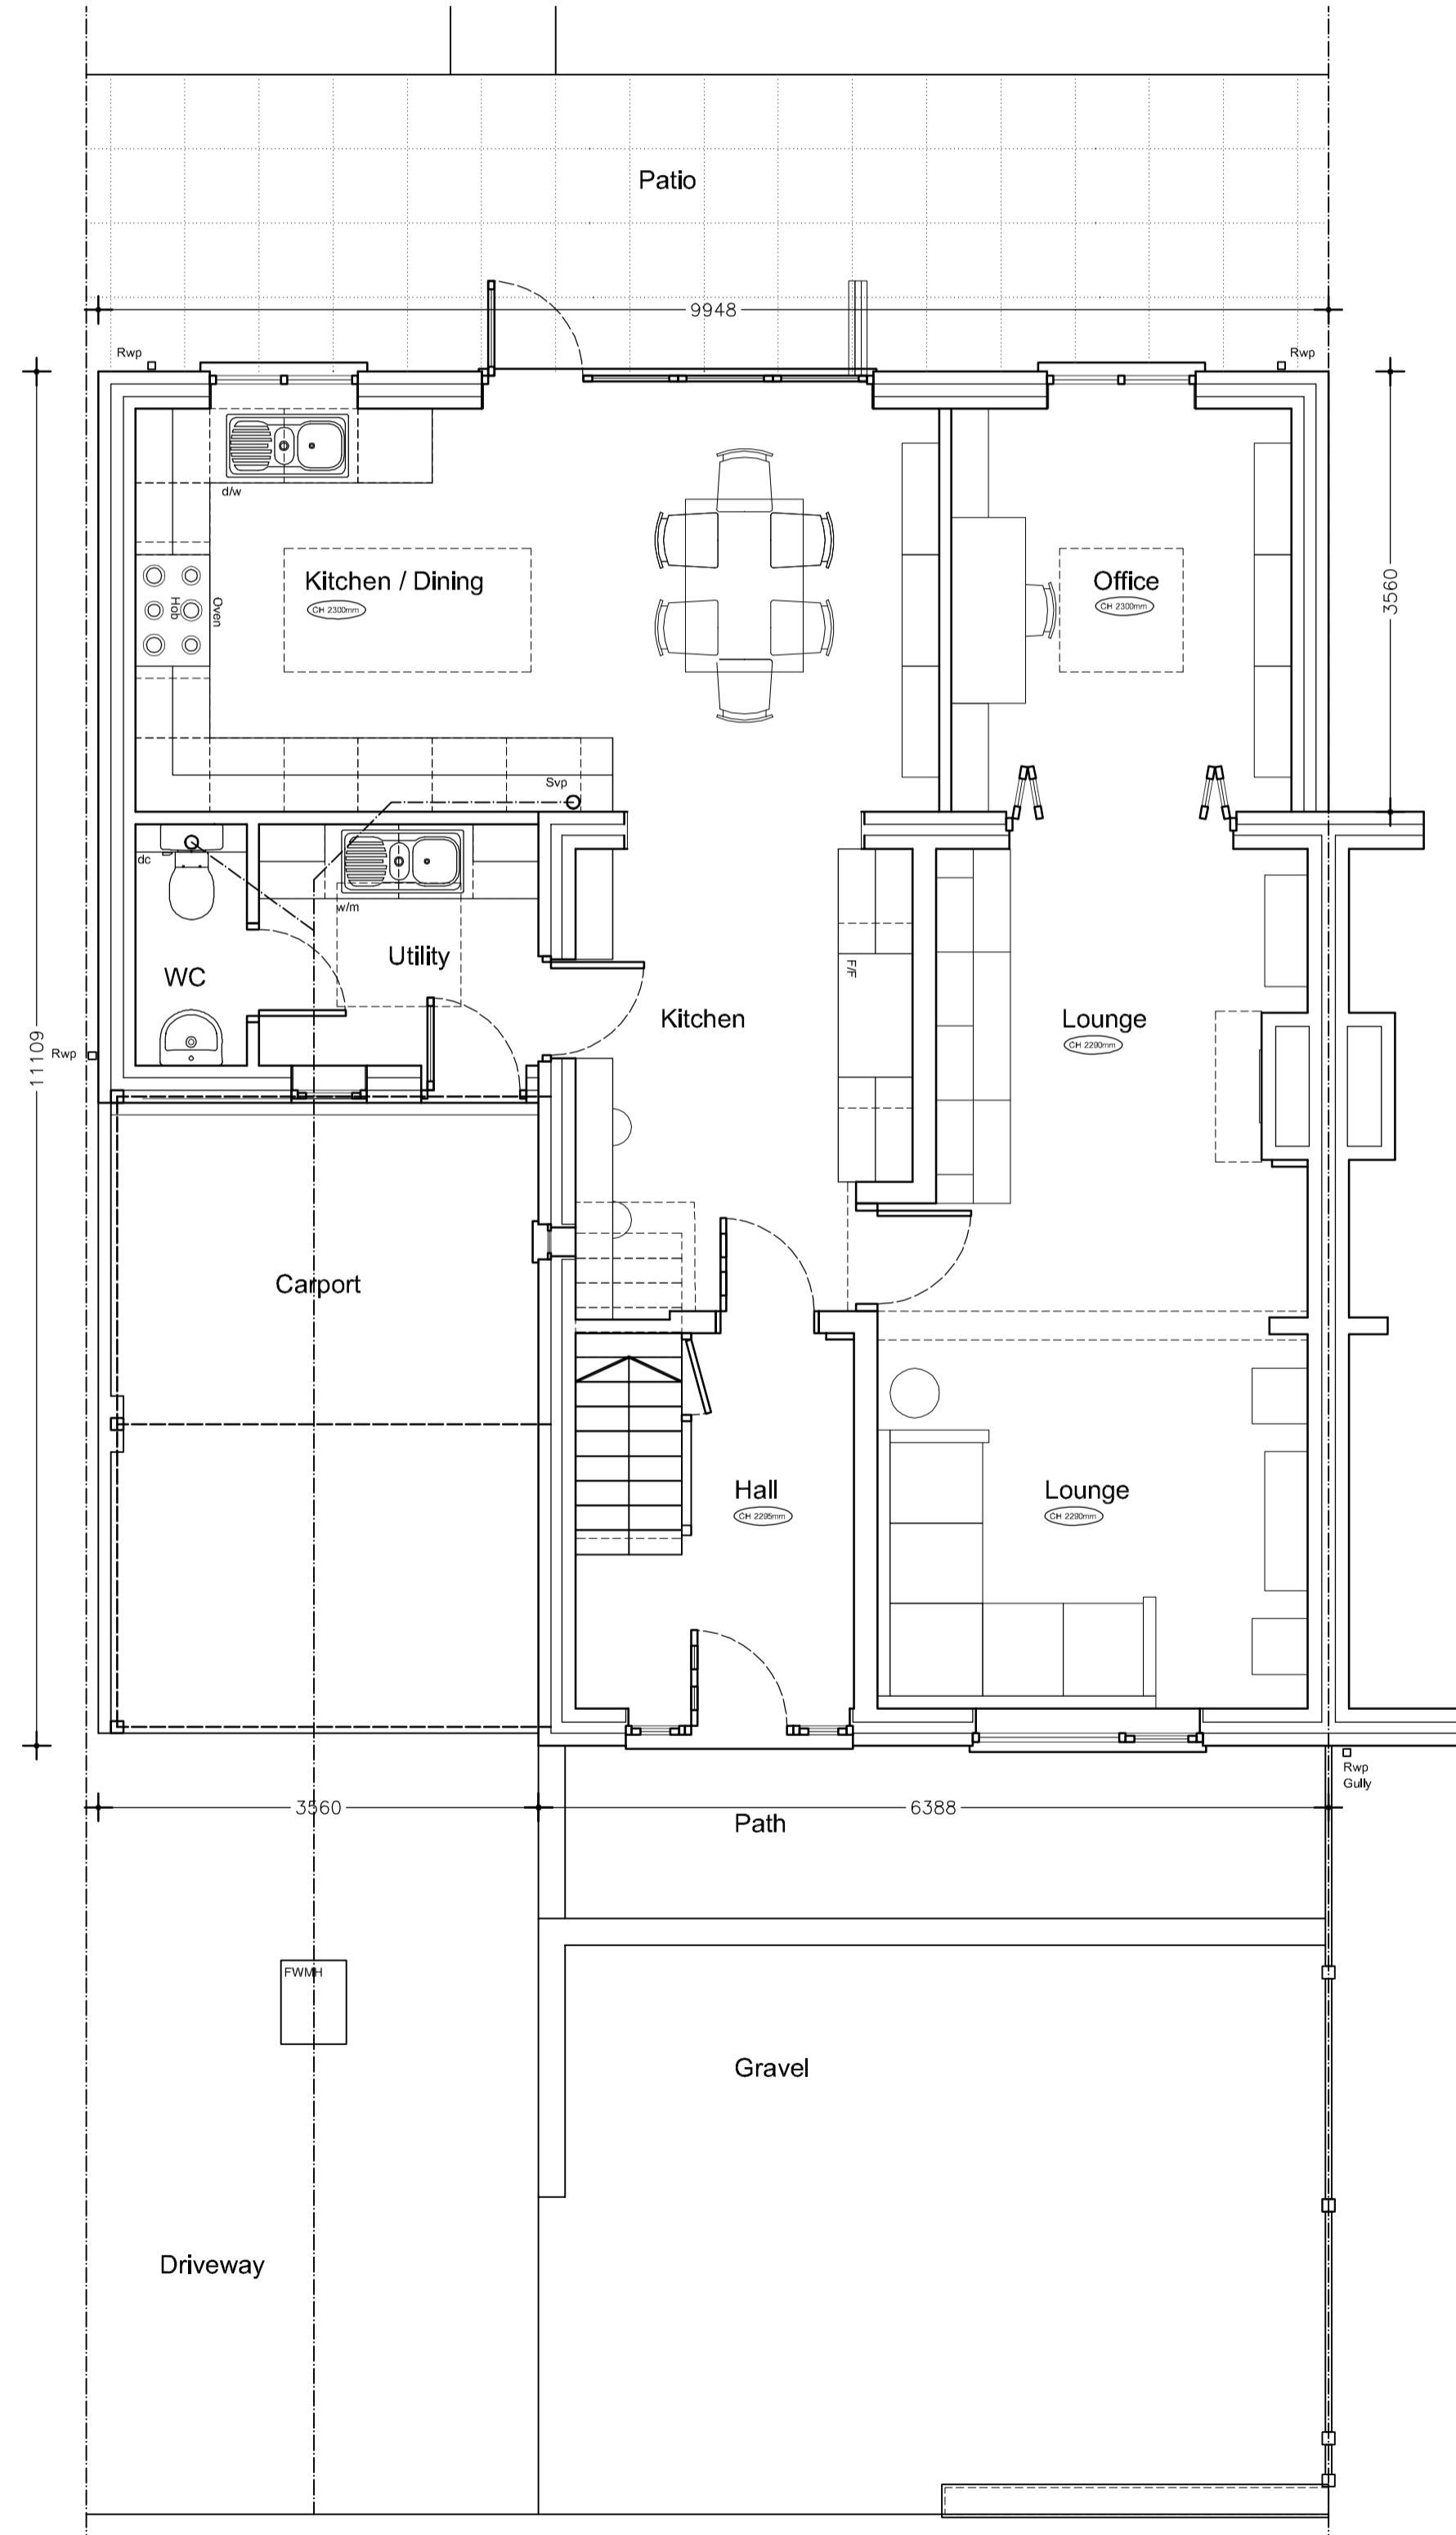 Patio
9948
Rwp
Rwp
d/w
Kitchen / Dining
CH 2300mm
Oven
Hob
Office
CH 2300mm
3560
Svp
dc
w/m
Utility
WC
F/F
Kitchen
Lounge
CH 2290mm
11109
Rwp
Carport
Hall
CH 2295mm
Lounge
CH 2290mm
Rwp
Gully
3560
6388
Path
FWMH
Gravel
Driveway